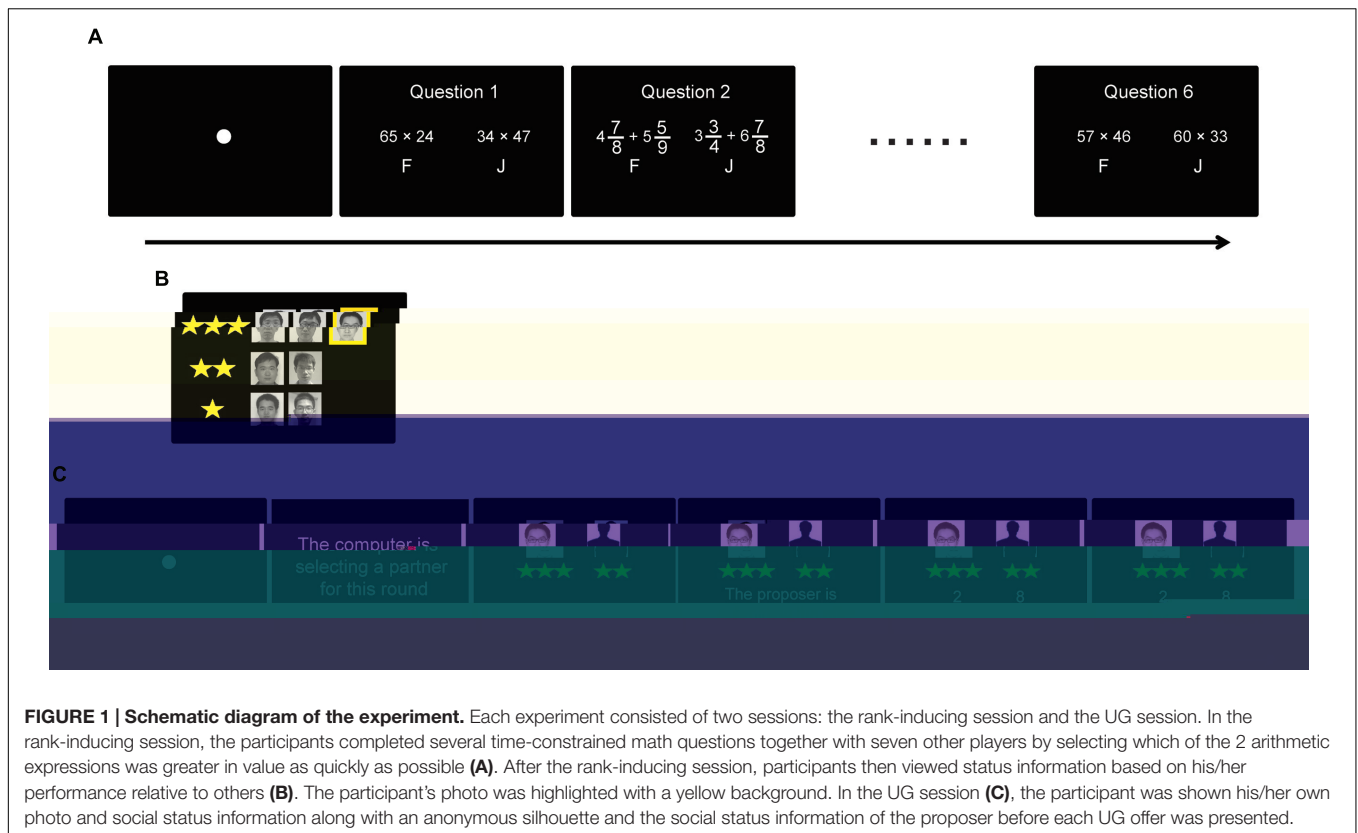 A
Question 1
65 × 24 34 × 47
F J
Question 2
4 7/8 + 5 5/9 3 3/4 + 6 7/8
F J
......
Question 6
57 × 46 60 × 33
F J
B
C
The computer is
selecting a partner
for this round
The proposer is
2 8
2 8
FIGURE 1 | Schematic diagram of the experiment. Each experiment consisted of two sessions: the rank-inducing session and the UG session. In the
rank-inducing session, the participants completed several time-constrained math questions together with seven other players by selecting which of the 2 arithmetic
expressions was greater in value as quickly as possible (A). After the rank-inducing session, participants then viewed status information based on his/her
performance relative to others (B). The participant's photo was highlighted with a yellow background. In the UG session (C), the participant was shown his/her own
photo and social status information along with an anonymous silhouette and the social status information of the proposer before each UG offer was presented.